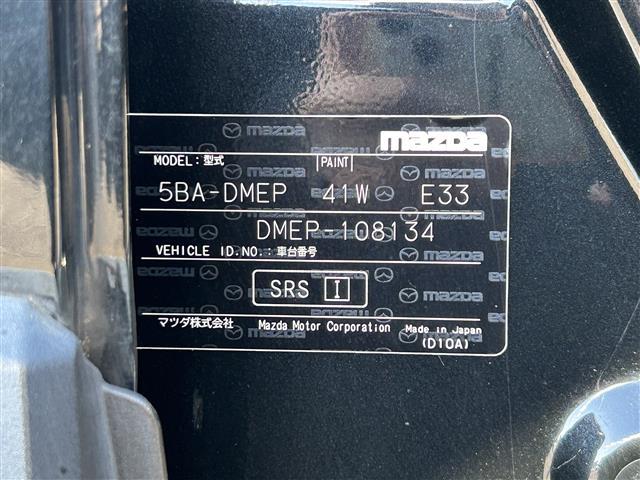 mazda
MODEL:型式 PAINT
5BA-DMEP 41W E33
DMEP-108134
VEHICLE ID.NO.:車台番号
SRS I
マツダ株式会社 Mazda Motor Corporation Made in Japan
(D10A)